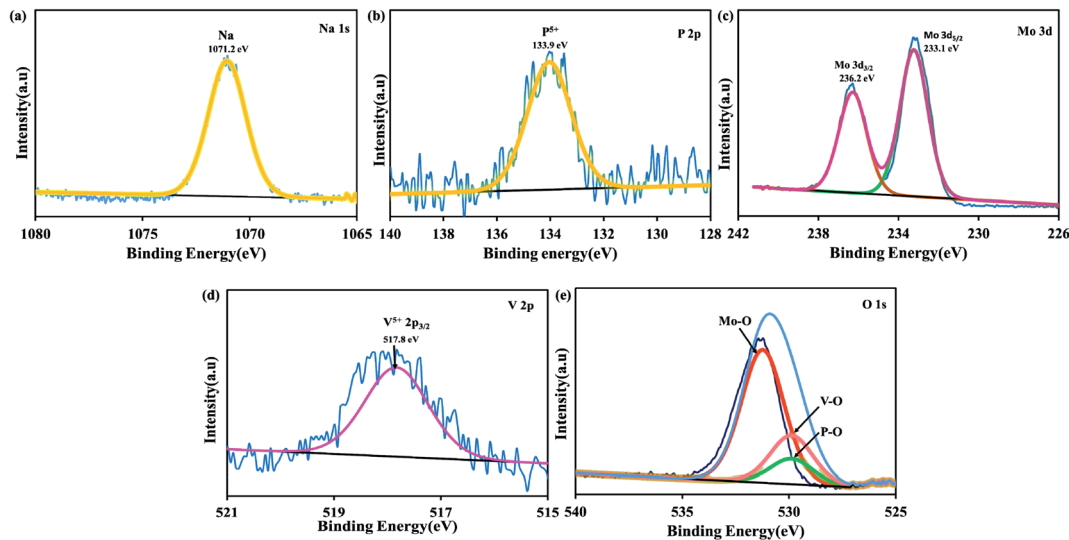 (a)
Na 1s
Na
1071.2 eV
Intensity(a.u)
1080
1075
1070
1065
Binding Energy(eV)
(b)
P 2p
P⁵⁺
133.9 eV
Intensity(a.u)
140
138
136
134
132
130
128
Binding energy(eV)
(c)
Mo 3d
Mo 3d₅/₂
233.1 eV
Mo 3d₃/₂
236.2 eV
Intensity(a.u)
242
238
234
230
226
Binding Energy(eV)
(d)
V 2p
V⁵⁺ 2p₃/₂
517.8 eV
Intensity(a.u)
521
519
517
515
Binding Energy(eV)
(e)
O 1s
Mo-O
V-O
P-O
Intensity(a.u)
540
535
530
525
Binding Energy(eV)